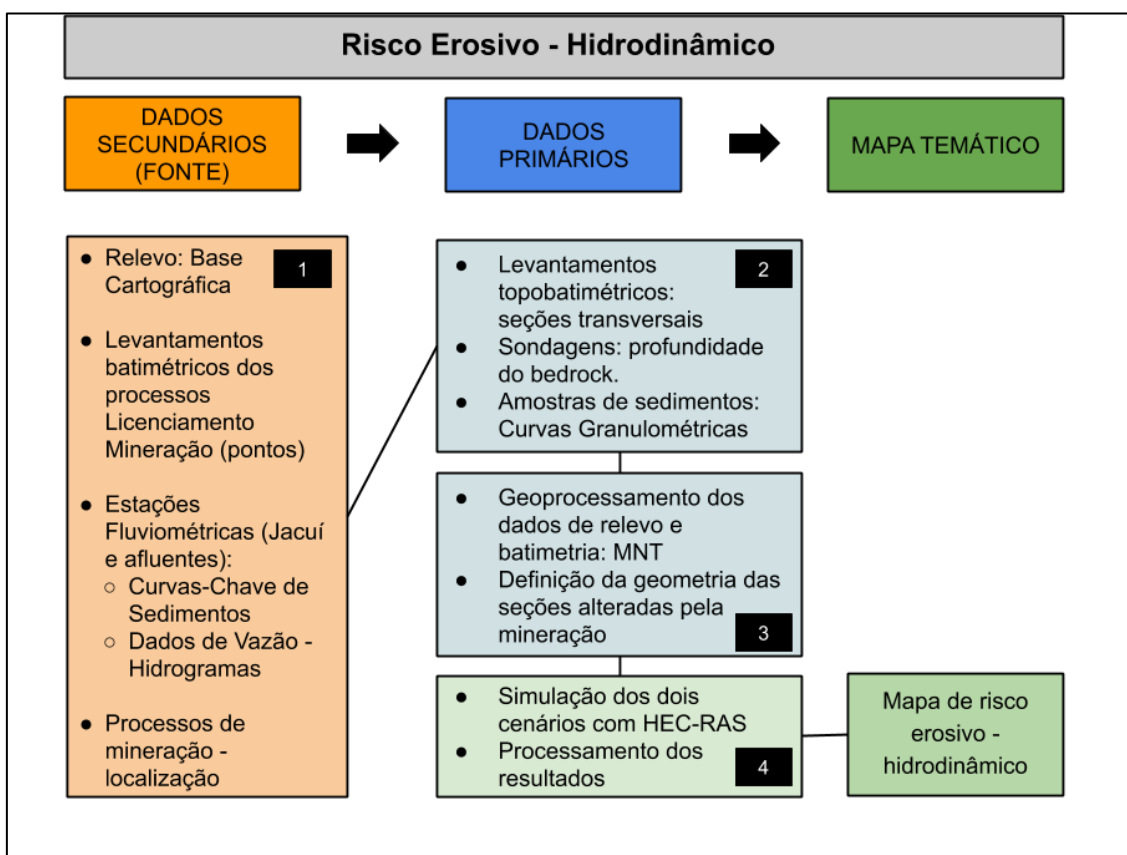 Risco Erosivo - Hidrodinâmico
DADOS
SECUNDÁRIOS
(FONTE)
DADOS
PRIMÁRIOS
MAPA TEMÁTICO
● Relevo: Base
Cartográfica
1
● Levantamentos
batimétricos dos
processos
Licenciamento
Mineração (pontos)
● Estações
Fluviométricas (Jacuí
e afluentes):
○ Curvas-Chave de
Sedimentos
○ Dados de Vazão -
Hidrogramas
● Processos de
mineração -
localização
● Levantamentos
topobatimétricos:
seções transversais
2
● Sondagens: profundidade
do bedrock.
● Amostras de sedimentos:
Curvas Granulométricas
● Geoprocessamento dos
dados de relevo e
batimetria: MNT
● Definição da geometria das
seções alteradas pela
mineração
3
● Simulação dos dois
cenários com HEC-RAS
● Processamento dos
resultados
4
Mapa de risco
erosivo -
hidrodinâmico